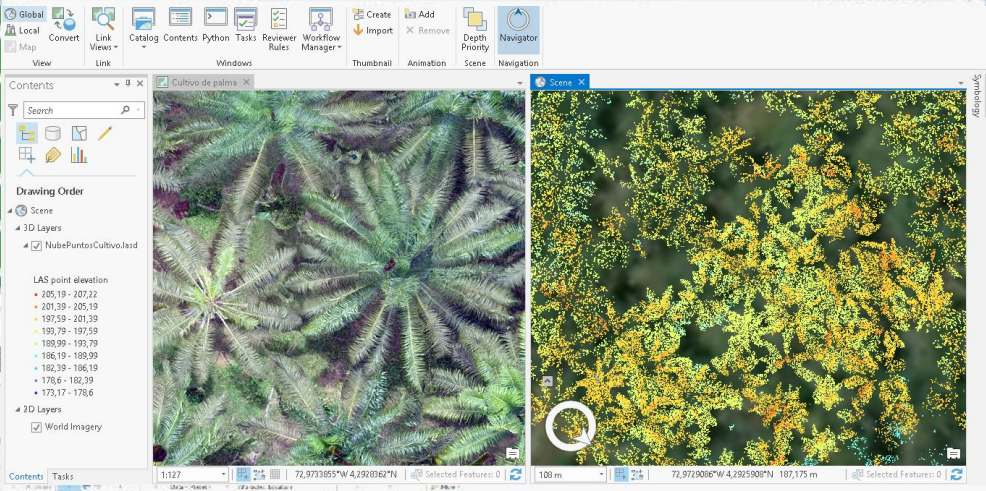 Global
Local
Map
Convert
View
Link
Views
Link
Catalog
Contents
Python
Tasks
Reviewer
Rules
Workflow
Manager
Windows
Create
Import
Thumbnail
Add
Remove
Animation
Depth
Priority
Scene
Navigator
Navigation
Contents
Search
Drawing Order
Scene
3D Layers
NubePuntosCultivo.lasd
LAS point elevation
205,19 - 207,22
201,39 - 205,19
197,59 - 201,39
193,79 - 197,59
189,99 - 193,79
186,19 - 189,99
182,39 - 186,19
178,6 - 182,39
173,17 - 178,6
2D Layers
World Imagery
Contents Tasks
Cultivo de palma
1:127
72,9733855°W 4,2928362°N
Selected Features: 0
Scene
108 m
72,9729086°W 4,2925908°N 187,175 m
Selected Features: 0
Symbology